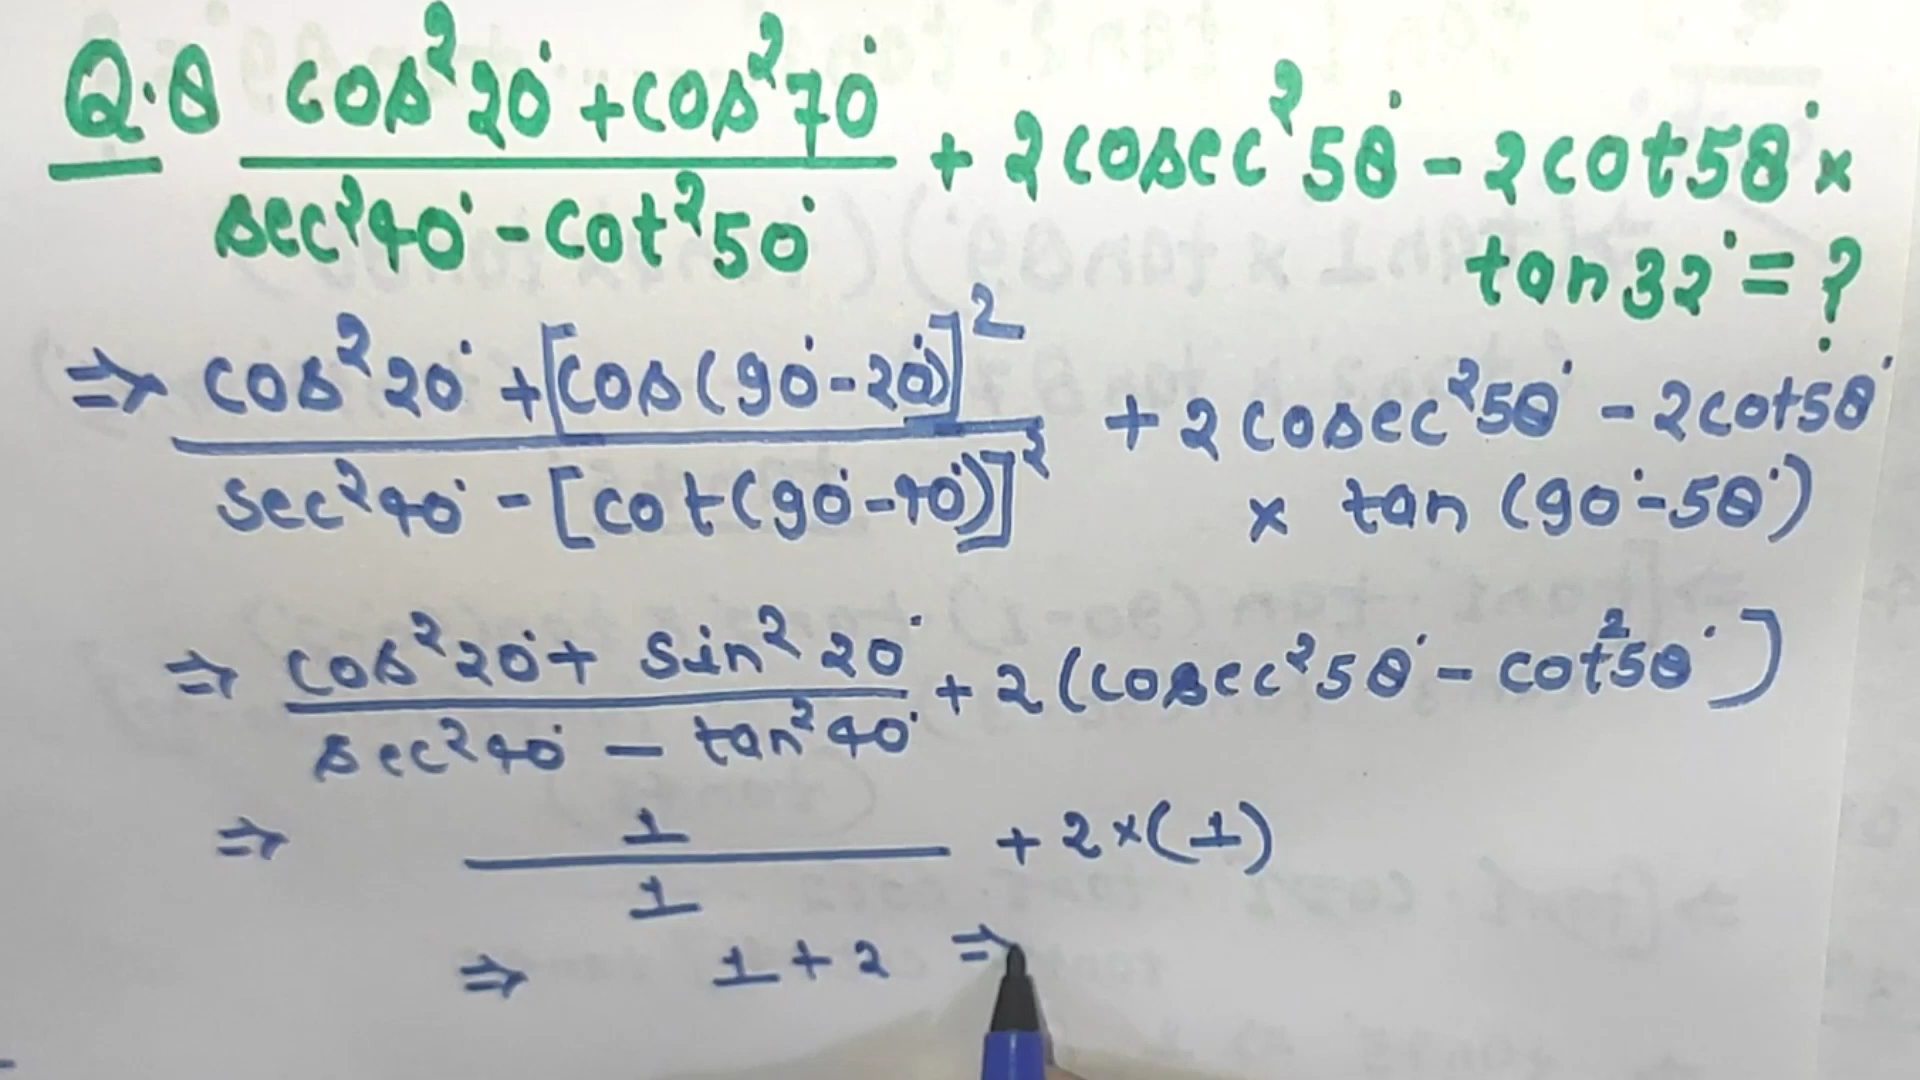 Q.8 cos²20° + cos²70° / sec²40° - cot²50° + 2cosec²58° - 2cot58° ×
tan32° = ?
⇒ cos²20° + [cos(90° - 20°)]² / sec²40° - [cot(90° - 40°)]² + 2cosec²58° - 2cot58°
× tan (90° - 58°)
⇒ cos²20° + sin²20° / sec²40° - tan²40° + 2(cosec²58° - cot²58°)
⇒ 1 / 1 + 2×(1)
⇒ 1 + 2 ⇒